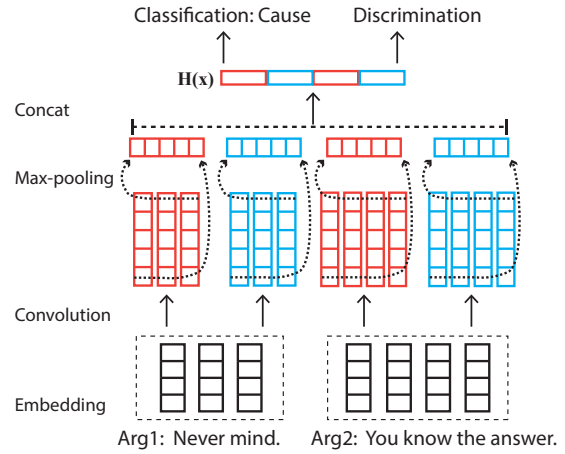 Classification: Cause Discrimination
H(x)
Concat
Max-pooling
Convolution
Embedding
Arg1: Never mind. Arg2: You know the answer.